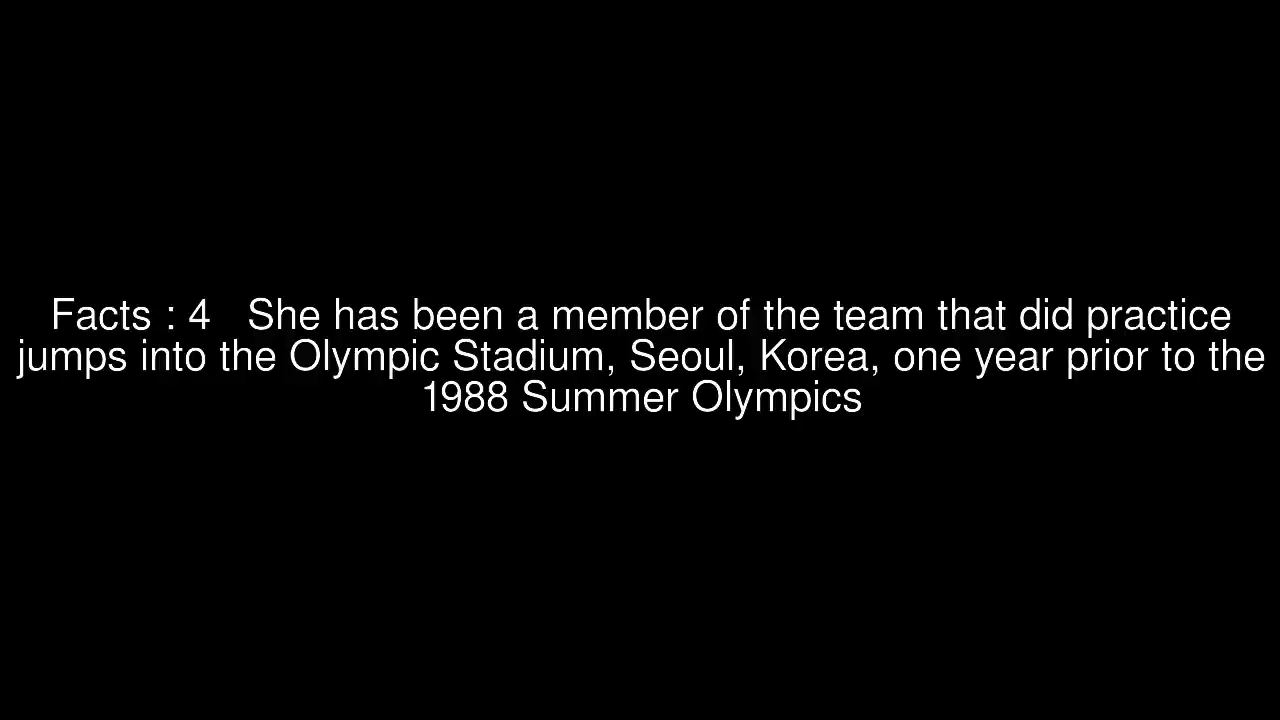 Facts : 4   She has been a member of the team that did practice
jumps into the Olympic Stadium, Seoul, Korea, one year prior to the
1988 Summer Olympics